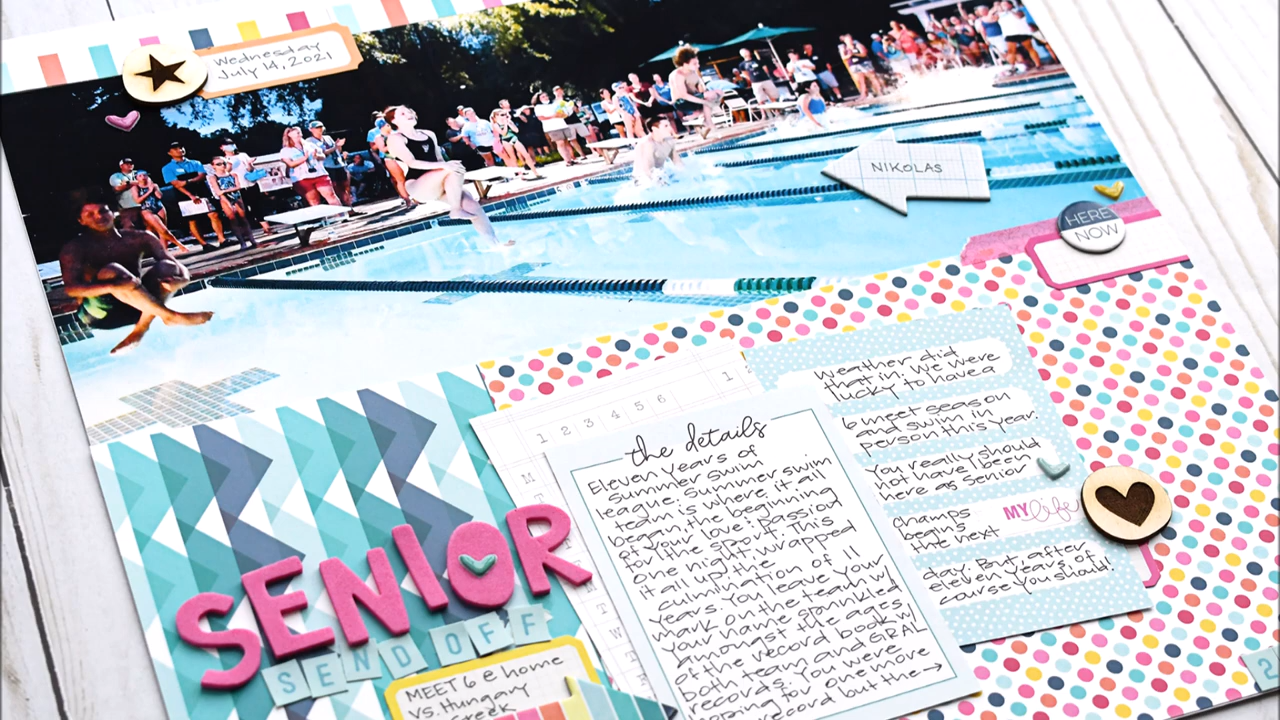 Wednesday
July 14, 2021
NIKOLAS
HERE
NOW
1 2 3 4 5 6
1 2
the details
Eleven years of
summer swim
league. Summer swim
team is where it all
began, the beginning
of your love & passion
for the sport. This
one night, wrapped
it all up, the
culmination of 11
years. You leave your
mark on the team w/
your name sprinkled
amongst the pages
of the record book w/
both team and GRAL
records. You were
hoping for one more
record but the →
weather did
that in. We were
lucky to have a
6 meet season
and swim in
person this year.
You really should
not have been
here as senior
champs
begins
the next
MY life
day. But, after
eleven years of
course you should!
SENIOR
SEND OFF
MEET 6 @ home
vs. Hungary
Creek
M
T
W
T
2